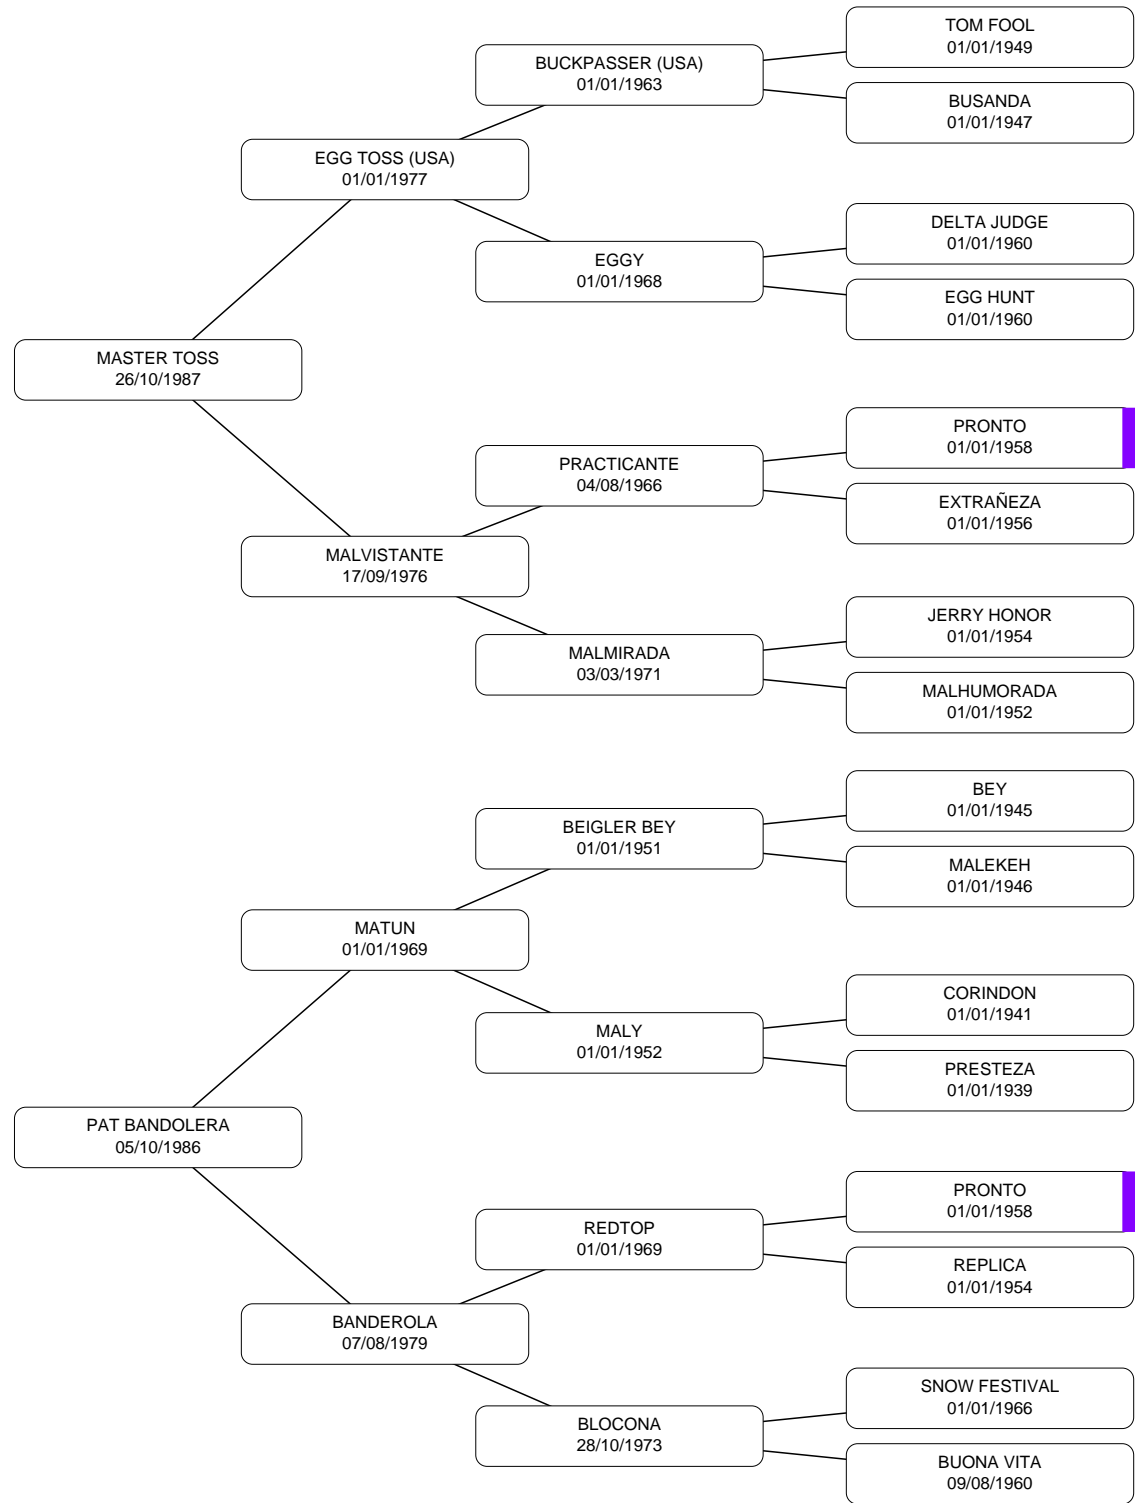 TOM FOOL
01/01/1949
BUCKPASSER (USA)
01/01/1963
BUSANDA
01/01/1947
EGG TOSS (USA)
01/01/1977
DELTA JUDGE
01/01/1960
EGGY
01/01/1968
EGG HUNT
01/01/1960
MASTER TOSS
26/10/1987
PRONTO
01/01/1958
PRACTICANTE
04/08/1966
EXTRAÑEZA
01/01/1956
MALVISTANTE
17/09/1976
JERRY HONOR
01/01/1954
MALMIRADA
03/03/1971
MALHUMORADA
01/01/1952
BEY
01/01/1945
BEIGLER BEY
01/01/1951
MALEKEH
01/01/1946
MATUN
01/01/1969
CORINDON
01/01/1941
MALY
01/01/1952
PRESTEZA
01/01/1939
PAT BANDOLERA
05/10/1986
PRONTO
01/01/1958
REDTOP
01/01/1969
REPLICA
01/01/1954
BANDEROLA
07/08/1979
SNOW FESTIVAL
01/01/1966
BLOCONA
28/10/1973
BUONA VITA
09/08/1960